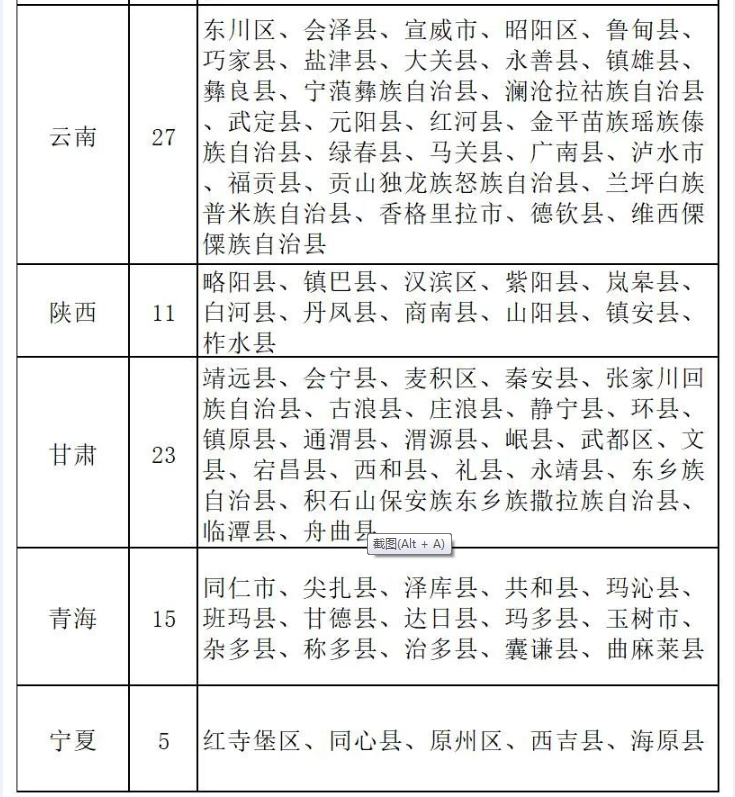 东川区、会泽县、宣威市、昭阳区、鲁甸县、
巧家县、盐津县、大关县、永善县、镇雄县、
彝良县、宁蒗彝族自治县、澜沧拉祜族自治县
、武定县、元阳县、红河县、金平苗族瑶族傣
云南 27
族自治县、绿春县、马关县、广南县、泸水市
、福贡县、贡山独龙族怒族自治县、兰坪白族
普米族自治县、香格里拉市、德钦县、维西傈
僳族自治县
略阳县、镇巴县、汉滨区、紫阳县、岚皋县、
陕西 11
白河县、丹凤县、商南县、山阳县、镇安县、
柞水县
靖远县、会宁县、麦积区、秦安县、张家川回
族自治县、古浪县、庄浪县、静宁县、环县、
镇原县、通渭县、渭源县、岷县、武都区、文
甘肃 23
县、宕昌县、西和县、礼县、永靖县、东乡族
自治县、积石山保安族东乡族撒拉族自治县、
临潭县、舟曲县
截图(Alt + A)
同仁市、尖扎县、泽库县、共和县、玛沁县、
青海 15
班玛县、甘德县、达日县、玛多县、玉树市、
杂多县、称多县、治多县、囊谦县、曲麻莱县
宁夏 5 红寺堡区、同心县、原州区、西吉县、海原县